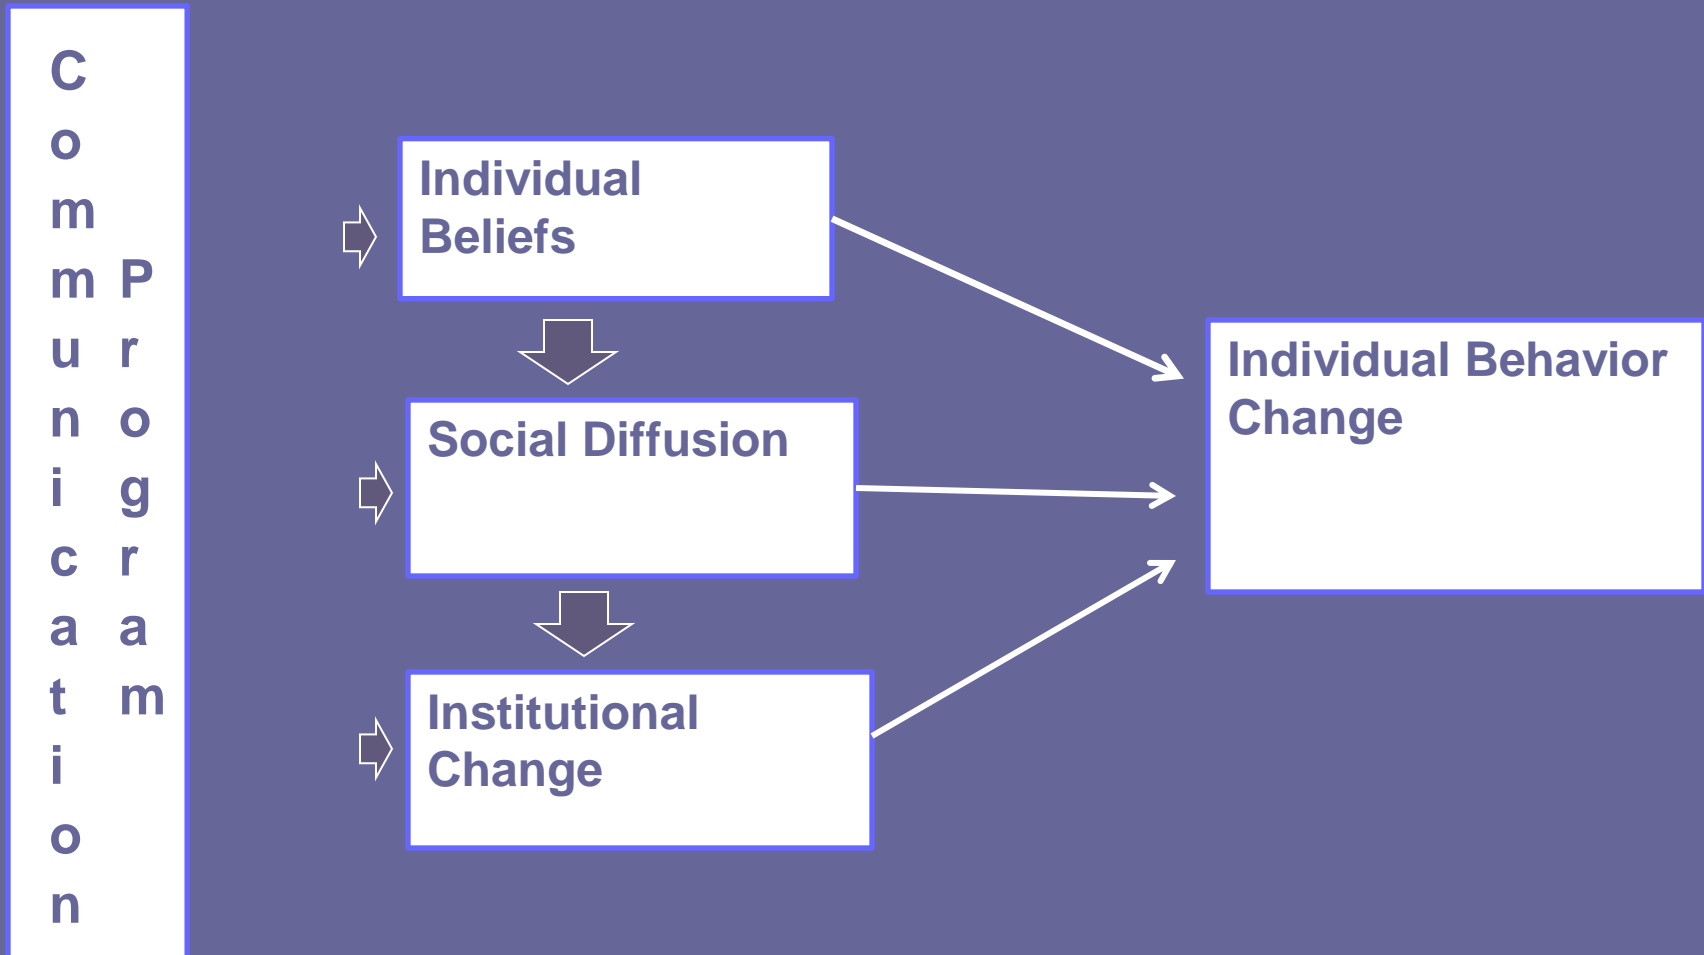 Communication
Program
Individual
Beliefs
Social Diffusion
Institutional
Change
Individual Behavior
Change